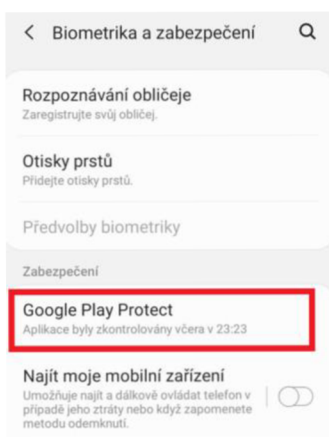 Biometrika a zabezpečení
Rozpoznávání obličeje
Zaregistrujte svůj obličej.
Otisky prstů
Přidejte otisky prstů.
Předvolby biometriky
Zabezpečení
Google Play Protect
Aplikace byly zkontrolovány včera v 23:23
Najít moje mobilní zařízení
Umožňuje najít a dálkově ovládat telefon v
případě jeho ztráty nebo když zapomenete
metodu odemknutí.